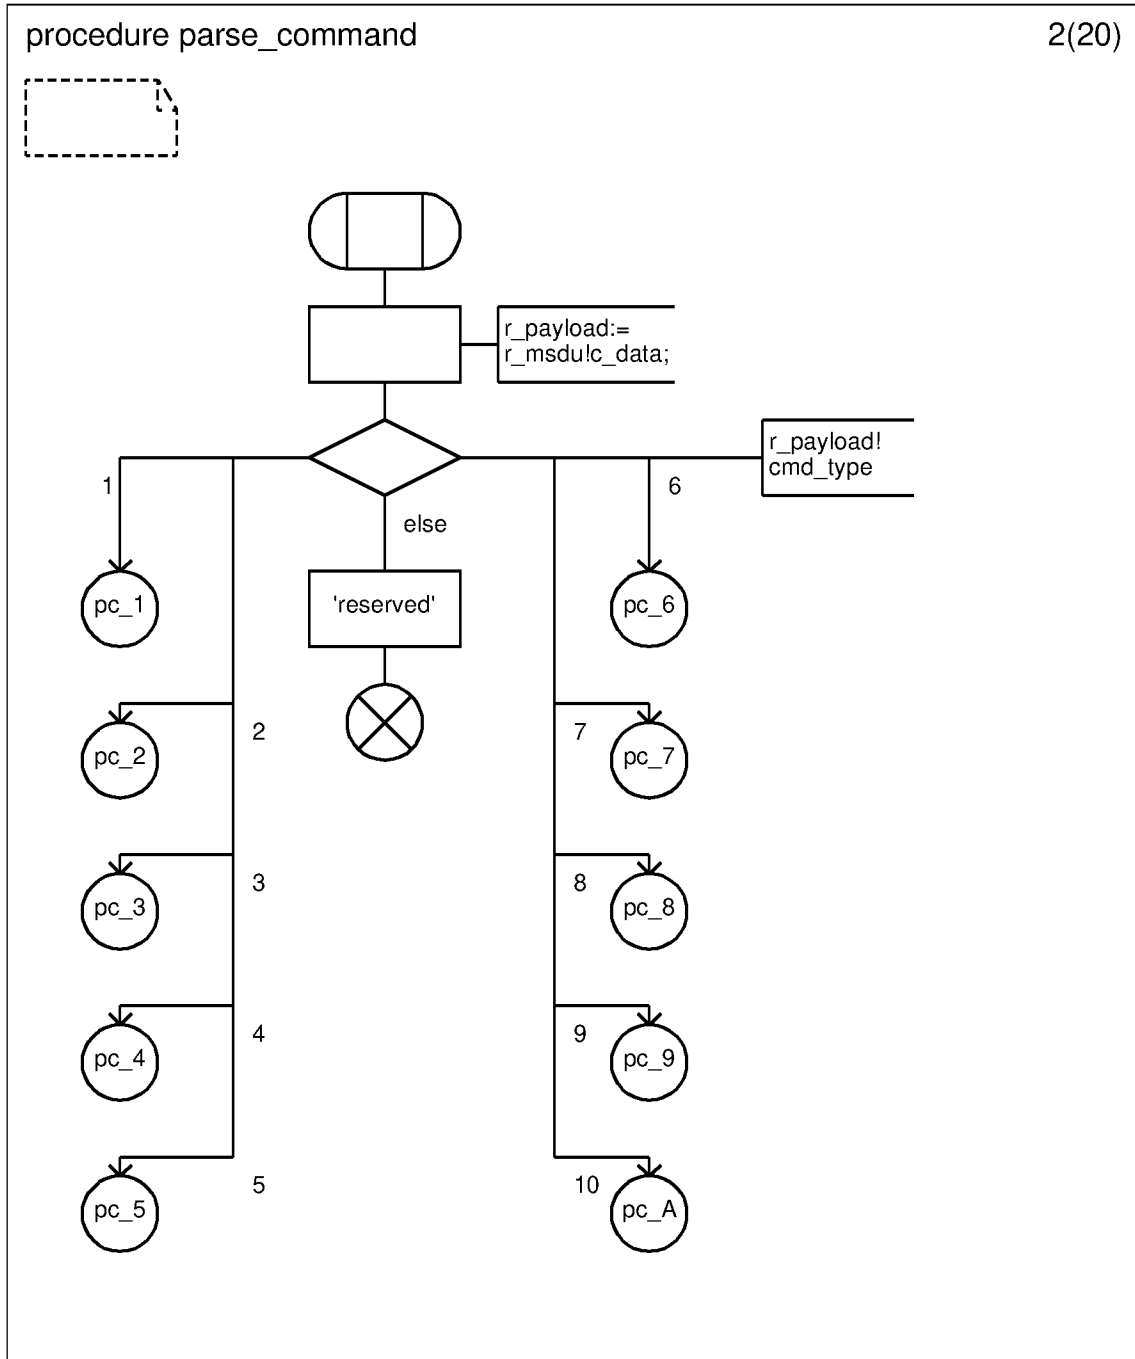 procedure parse_command
2(20)
r_payload:=
r_msdu!c_data;
r_payload!
cmd_type
1
6
else
pc_1
'reserved'
pc_6
2
7
pc_2
pc_7
3
8
pc_3
pc_8
4
9
pc_4
pc_9
5
10
pc_5
pc_A